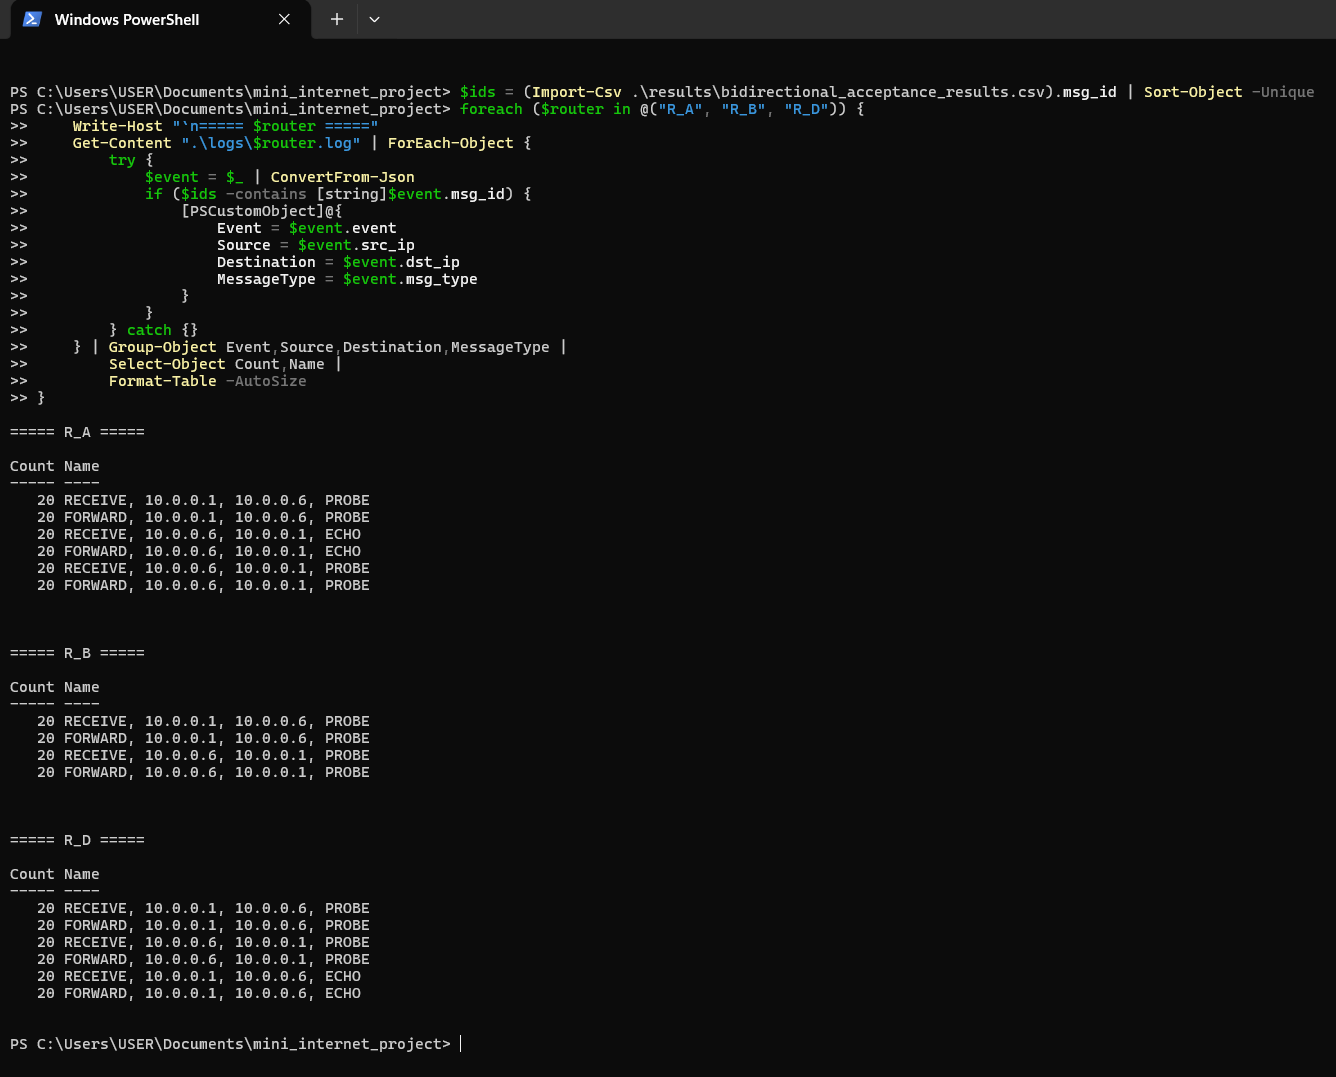 Windows PowerShell
PS C:\Users\USER\Documents\mini_internet_project> $ids = (Import-Csv .\results\bidirectional_acceptance_results.csv).msg_id | Sort-Object -Unique
PS C:\Users\USER\Documents\mini_internet_project> foreach ($router in @("R_A", "R_B", "R_D")) {
>>     Write-Host "`n===== $router ====="
>>     Get-Content ".\logs\$router.log" | ForEach-Object {
>>         try {
>>             $event = $_ | ConvertFrom-Json
>>             if ($ids -contains [string]$event.msg_id) {
>>                 [PSCustomObject]@{
>>                     Event = $event.event
>>                     Source = $event.src_ip
>>                     Destination = $event.dst_ip
>>                     MessageType = $event.msg_type
>>                 }
>>             }
>>         } catch {}
>>     } | Group-Object Event,Source,Destination,MessageType |
>>         Select-Object Count,Name |
>>         Format-Table -AutoSize
>> }
===== R_A =====
Count Name
----- ----
   20 RECEIVE, 10.0.0.1, 10.0.0.6, PROBE
   20 FORWARD, 10.0.0.1, 10.0.0.6, PROBE
   20 RECEIVE, 10.0.0.6, 10.0.0.1, ECHO
   20 FORWARD, 10.0.0.6, 10.0.0.1, ECHO
   20 RECEIVE, 10.0.0.6, 10.0.0.1, PROBE
   20 FORWARD, 10.0.0.6, 10.0.0.1, PROBE
===== R_B =====
Count Name
----- ----
   20 RECEIVE, 10.0.0.1, 10.0.0.6, PROBE
   20 FORWARD, 10.0.0.1, 10.0.0.6, PROBE
   20 RECEIVE, 10.0.0.6, 10.0.0.1, PROBE
   20 FORWARD, 10.0.0.6, 10.0.0.1, PROBE
===== R_D =====
Count Name
----- ----
   20 RECEIVE, 10.0.0.1, 10.0.0.6, PROBE
   20 FORWARD, 10.0.0.1, 10.0.0.6, PROBE
   20 RECEIVE, 10.0.0.6, 10.0.0.1, PROBE
   20 FORWARD, 10.0.0.6, 10.0.0.1, PROBE
   20 RECEIVE, 10.0.0.1, 10.0.0.6, ECHO
   20 FORWARD, 10.0.0.1, 10.0.0.6, ECHO
PS C:\Users\USER\Documents\mini_internet_project>